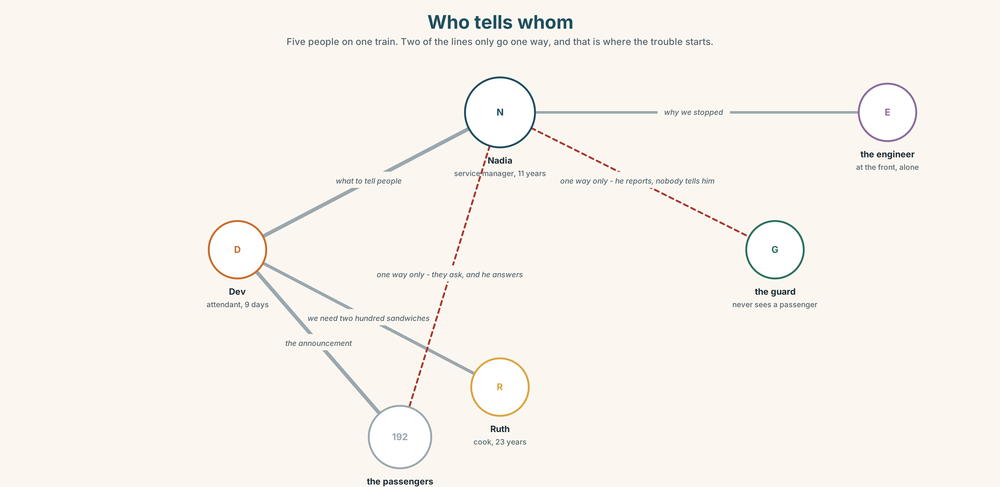 Who tells whom
Five people on one train. Two of the lines only go one way, and that is where the trouble starts.
N
why we stopped
E
Nadia
service manager, 11 years
the engineer
at the front, alone
what to tell people
one way only - he reports, nobody tells him
D
G
one way only - they ask, and he answers
Dev
attendant, 9 days
the guard
never sees a passenger
we need two hundred sandwiches
the announcement
R
Ruth
cook, 23 years
192
the passengers